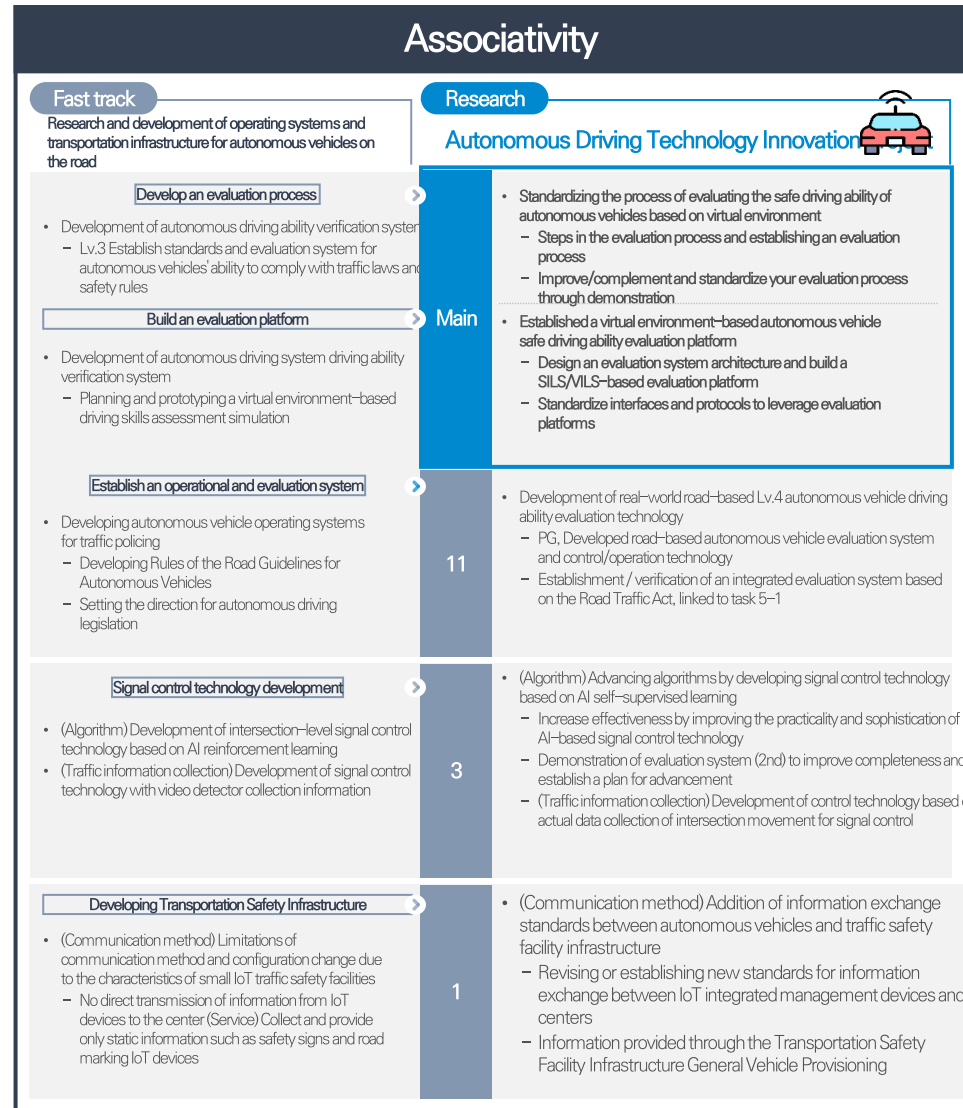 Associativity
Fast track
Research and development of operating systems and
transportation infrastructure for autonomous vehicles on
the road
Research
Autonomous Driving Technology Innovation
Develop an evaluation process
• Development of autonomous driving ability verification system
– Lv.3 Establish standards and evaluation system for
autonomous vehicles' ability to comply with traffic laws and
safety rules
Build an evaluation platform
• Development of autonomous driving system driving ability
verification system
– Planning and prototyping a virtual environment-based
driving skills assessment simulation
Main
• Standardizing the process of evaluating the safe driving ability of
autonomous vehicles based on virtual environment
– Steps in the evaluation process and establishing an evaluation
process
– Improve/complement and standardize your evaluation process
through demonstration
• Established a virtual environment-based autonomous vehicle
safe driving ability evaluation platform
– Design an evaluation system architecture and build a
SILS/VILS-based evaluation platform
– Standardize interfaces and protocols to leverage evaluation
platforms
Establish an operational and evaluation system
• Developing autonomous vehicle operating systems
for traffic policing
– Developing Rules of the Road Guidelines for
Autonomous Vehicles
– Setting the direction for autonomous driving
legislation
11
• Development of real-world road-based Lv.4 autonomous vehicle driving
ability evaluation technology
– PG, Developed road-based autonomous vehicle evaluation system
and control/operation technology
– Establishment / verification of an integrated evaluation system based
on the Road Traffic Act, linked to task 5-1
Signal control technology development
• (Algorithm) Development of intersection-level signal control
technology based on AI reinforcement learning
• (Traffic information collection) Development of signal control
technology with video detector collection information
3
• (Algorithm) Advancing algorithms by developing signal control technology
based on AI self-supervised learning
– Increase effectiveness by improving the practicality and sophistication of
AI-based signal control technology
– Demonstration of evaluation system (2nd) to improve completeness and
establish a plan for advancement
– (Traffic information collection) Development of control technology based
actual data collection of intersection movement for signal control
Developing Transportation Safety Infrastructure
• (Communication method) Limitations of
communication method and configuration change due
to the characteristics of small IoT traffic safety facilities
– No direct transmission of information from IoT
devices to the center (Service) Collect and provide
only static information such as safety signs and road
marking IoT devices
1
• (Communication method) Addition of information exchange
standards between autonomous vehicles and traffic safety
facility infrastructure
– Revising or establishing new standards for information
exchange between IoT integrated management devices and
centers
– Information provided through the Transportation Safety
Facility Infrastructure General Vehicle Provisioning